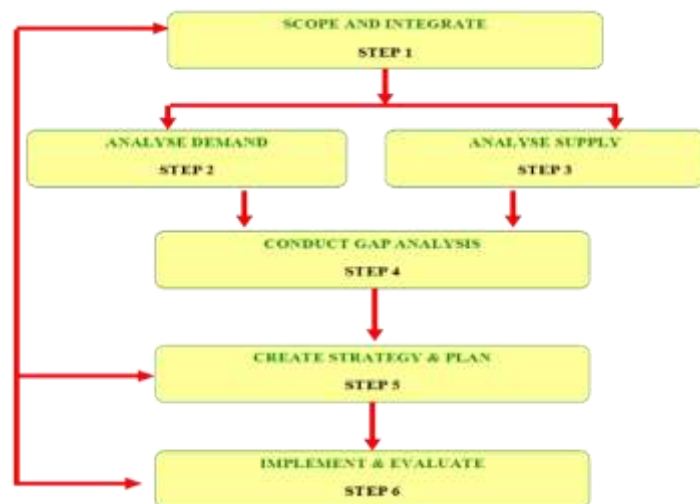 SCOPE AND INTEGRATE
STEP 1
ANALYSE DEMAND
STEP 2
ANALYSE SUPPLY
STEP 3
CONDUCT GAP ANALYSIS
STEP 4
CREATE STRATEGY & PLAN
STEP 5
IMPLEMENT & EVALUATE
STEP 6